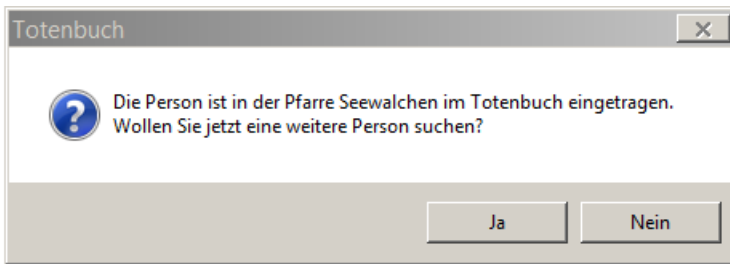 Totenbuch
Die Person ist in der Pfarre Seewalchen im Totenbuch eingetragen.
Wollen Sie jetzt eine weitere Person suchen?
Ja
Nein